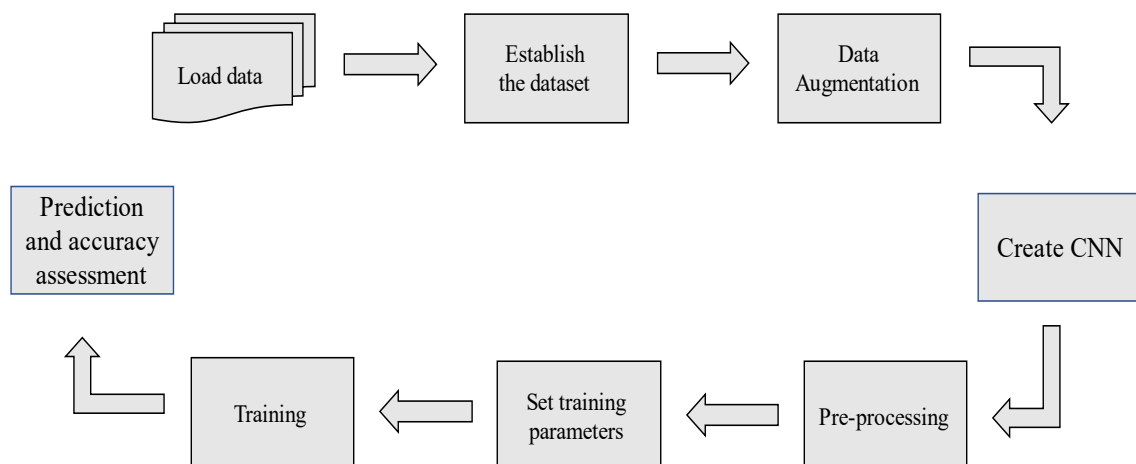 Load data
Establish
the dataset
Data
Augmentation
Create CNN
Pre-processing
Set training
parameters
Training
Prediction
and accuracy
assessment